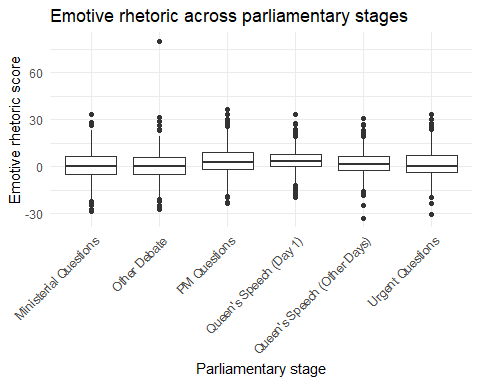 Emotive rhetoric across parliamentary stages
Emotive rhetoric score
60
30
0
-30
Ministerial Questions
Other Debate
PM Questions
Queen's Speech (Day 1)
Queen's Speech (Other Days)
Urgent Questions
Parliamentary stage